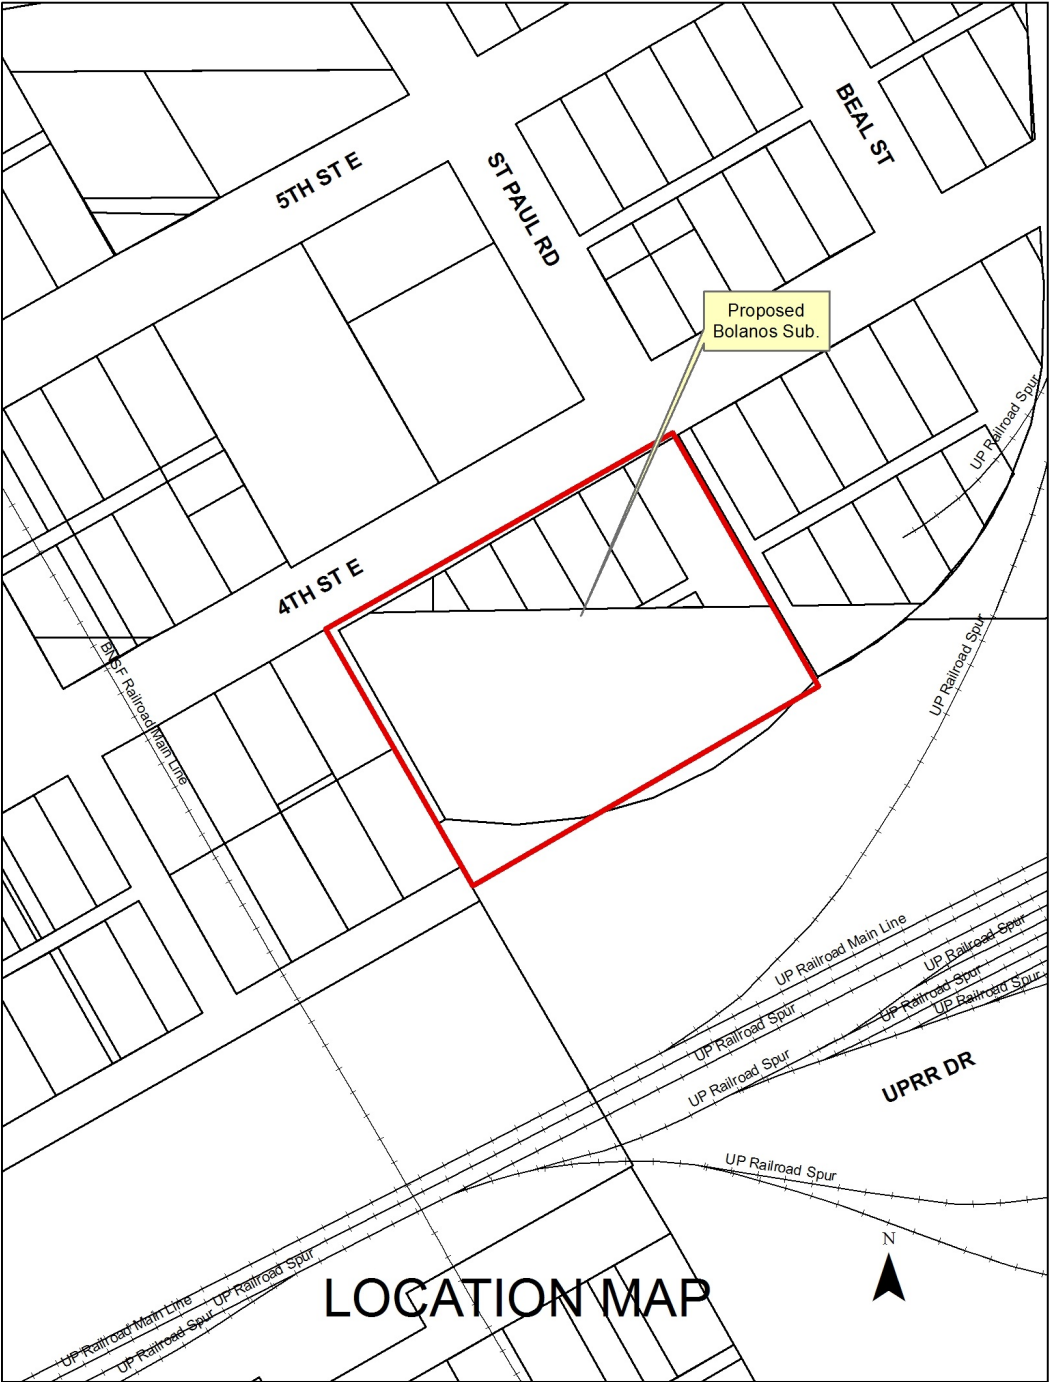 BEAL ST
5TH ST E
ST PAUL RD
Proposed
Bolanos Sub.
UP Railroad Spur
4TH ST E
UP Railroad Spur
BNSF Railroad Main Line
UP Railroad Main Line
UP Railroad Spur
UP Railroad Spur
UP Railroad Spur
UP Railroad Spur
UP Railroad Spur
UPRR DR
UP Railroad Spur
N
UP Railroad Spur
LOCATION MAP
UP Railroad Main Line
UP Railroad Spur